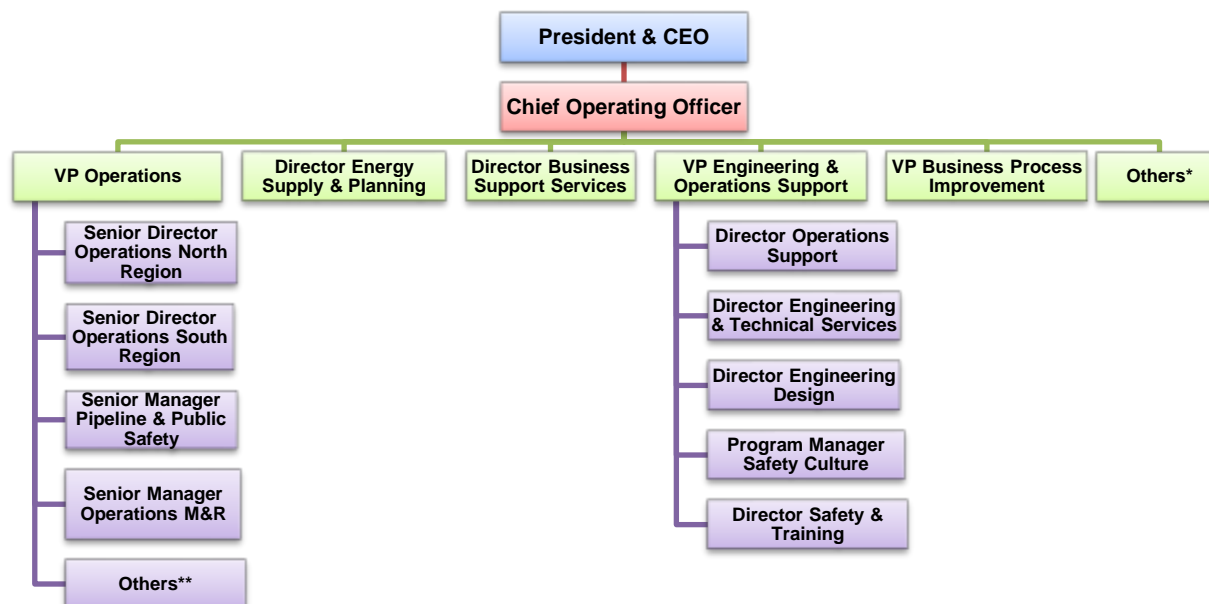 President & CEO
Chief Operating Officer
VP Operations
Director Energy
Supply & Planning
Director Business
Support Services
VP Engineering &
Operations Support
VP Business Process
Improvement
Others*
Senior Director
Operations North
Region
Senior Director
Operations South
Region
Senior Manager
Pipeline & Public
Safety
Senior Manager
Operations M&R
Others**
Director Operations
Support
Director Engineering
& Technical Services
Director Engineering
Design
Program Manager
Safety Culture
Director Safety &
Training